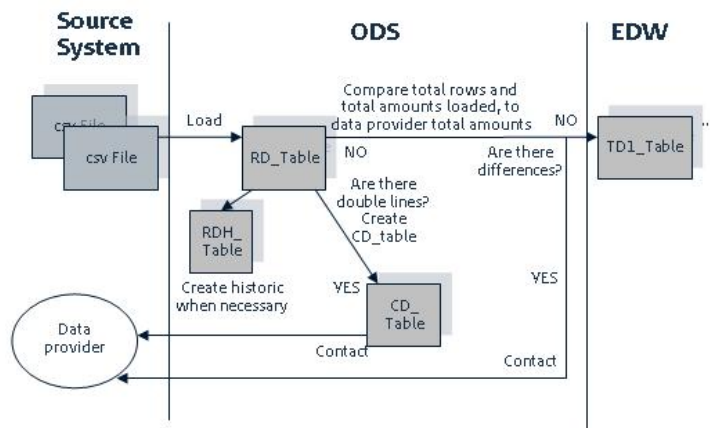 Source
System
ODS
EDW
Compare total rows and
total amounts loaded, to
data provider total amounts
NO
Load
csv File
csv File
RD_Table
NO
TD1_Table
..
Are there
differences?
Are there
double lines?
Create
CD_table
RDH_
Table
Create historic
when necessary
YES
YES
CD_
Table
Data
provider
Contact
Contact